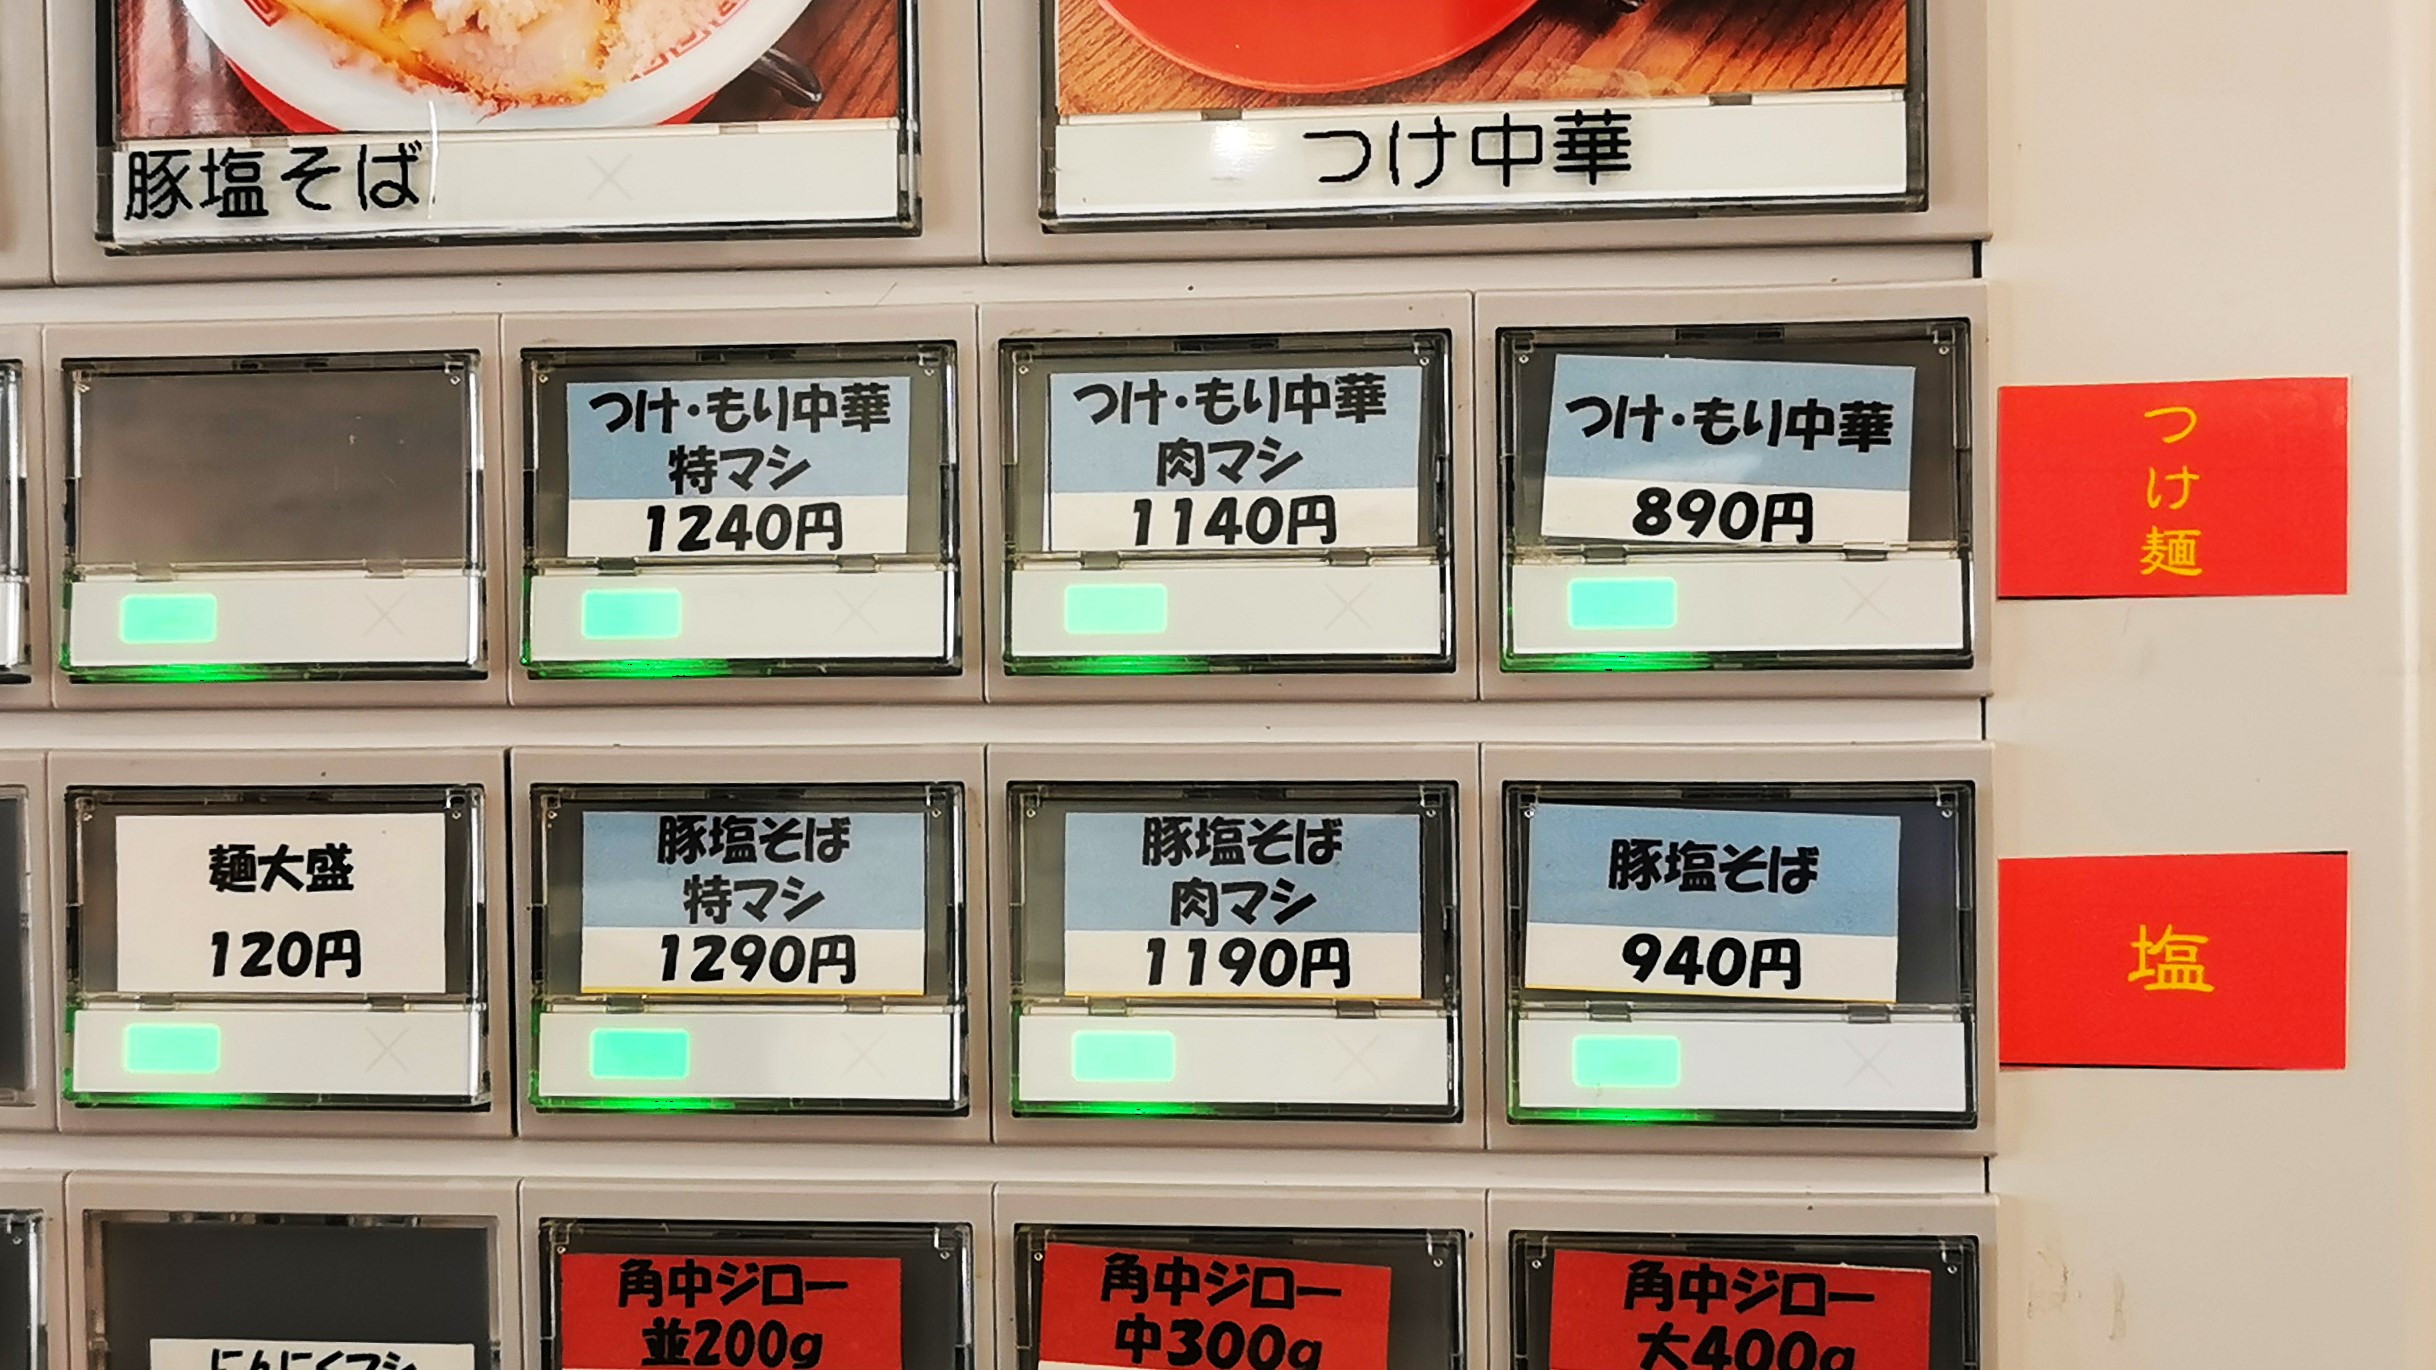 豚塩そば
つけ中華
つけ・もり中華
特マシ
1240円
つけ・もり中華
肉マシ
1140円
つけ・もり中華
890円
つけ麺
麺大盛
120円
豚塩そば
特マシ
1290円
豚塩そば
肉マシ
1190円
豚塩そば
940円
塩
にんにくマシ
角中ジロー
並200g
角中ジロー
中300g
角中ジロー
大400g